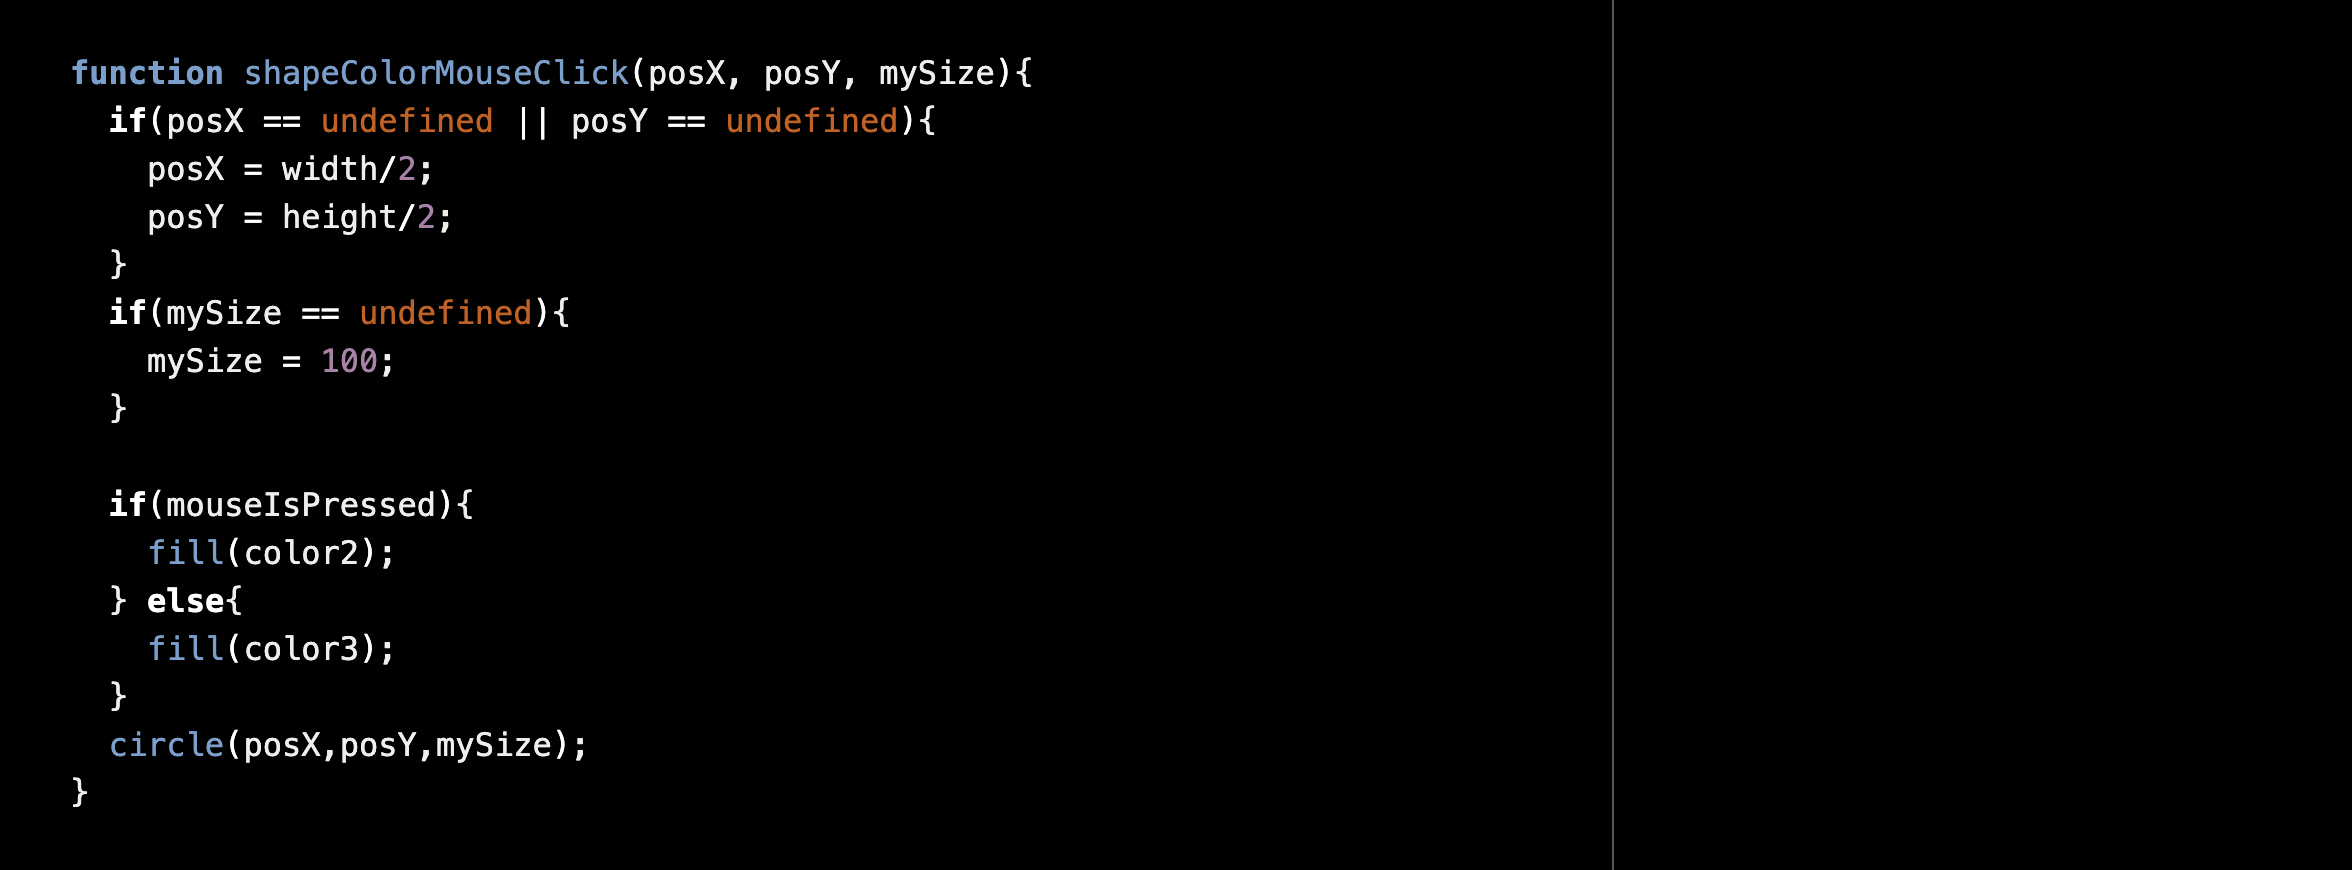 function shapeColorMouseClick(posX, posY, mySize){
  if(posX == undefined || posY == undefined){
    posX = width/2;
    posY = height/2;
  }
  if(mySize == undefined){
    mySize = 100;
  }

  if(mouseIsPressed){
    fill(color2);
  } else{
    fill(color3);
  }
  circle(posX,posY,mySize);
}